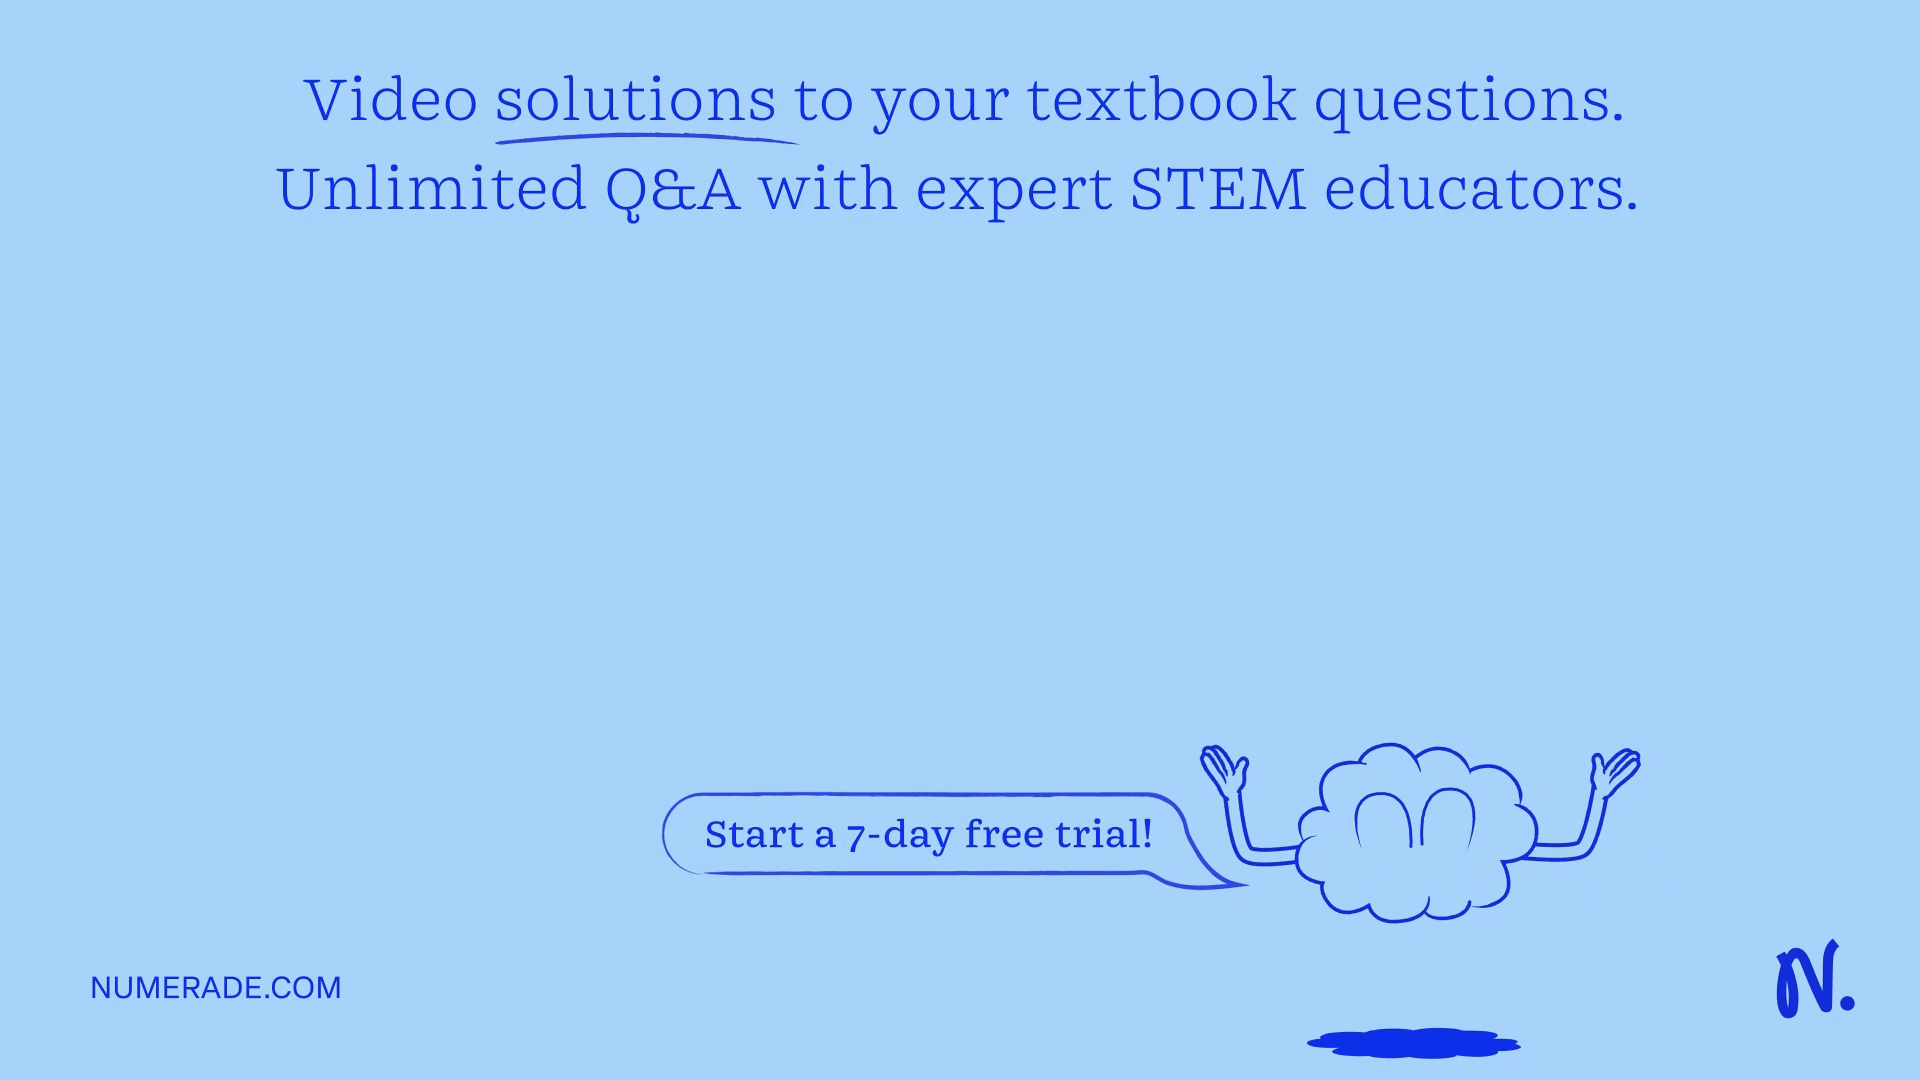 Video solutions to your textbook questions.
Unlimited Q&A with expert STEM educators.
Start a 7-day free trial!
NUMERADE.COM
N.